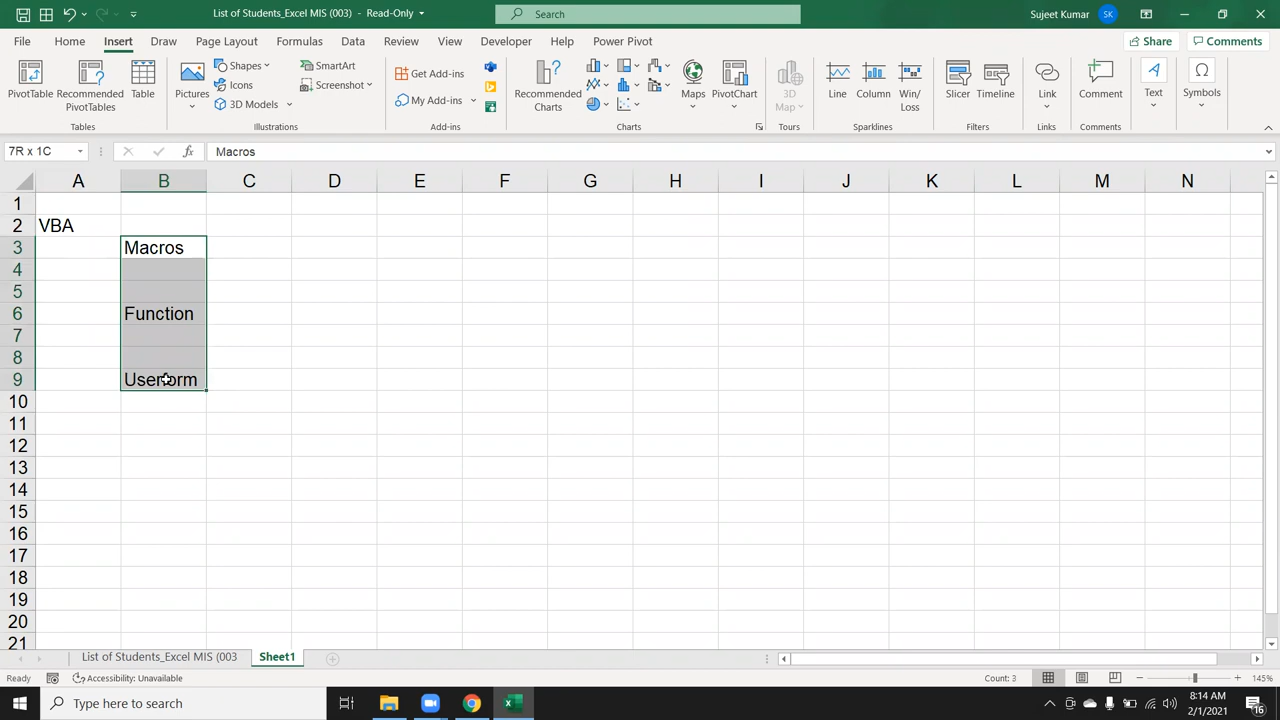 List of Students_Excel MIS (003) - Read-Only
Search
Sujeet Kumar
SK
File Home Insert Draw Page Layout Formulas Data Review View Developer Help Power Pivot
Share
Comments
PivotTable
Recommended
PivotTables
Table
Tables
Pictures
Shapes
Icons
3D Models
SmartArt
Screenshot
Illustrations
Get Add-ins
My Add-ins
Add-ins
Recommended
Charts
Maps
PivotChart
Charts
3D
Map
Tours
Line
Column
Win/
Loss
Sparklines
Slicer
Timeline
Filters
Link
Links
Comment
Comments
Text
Symbols
7R x 1C
fx
Macros
A B C D E F G H I J K L M N
1
2 VBA
3 Macros
4
5
6 Function
7
8
9 Userform
10
11
12
13
14
15
16
17
18
19
20
21
List of Students_Excel MIS (003
Sheet1
Ready
Accessibility: Unavailable
Count: 3
145%
Type here to search
8:14 AM
2/1/2021
16